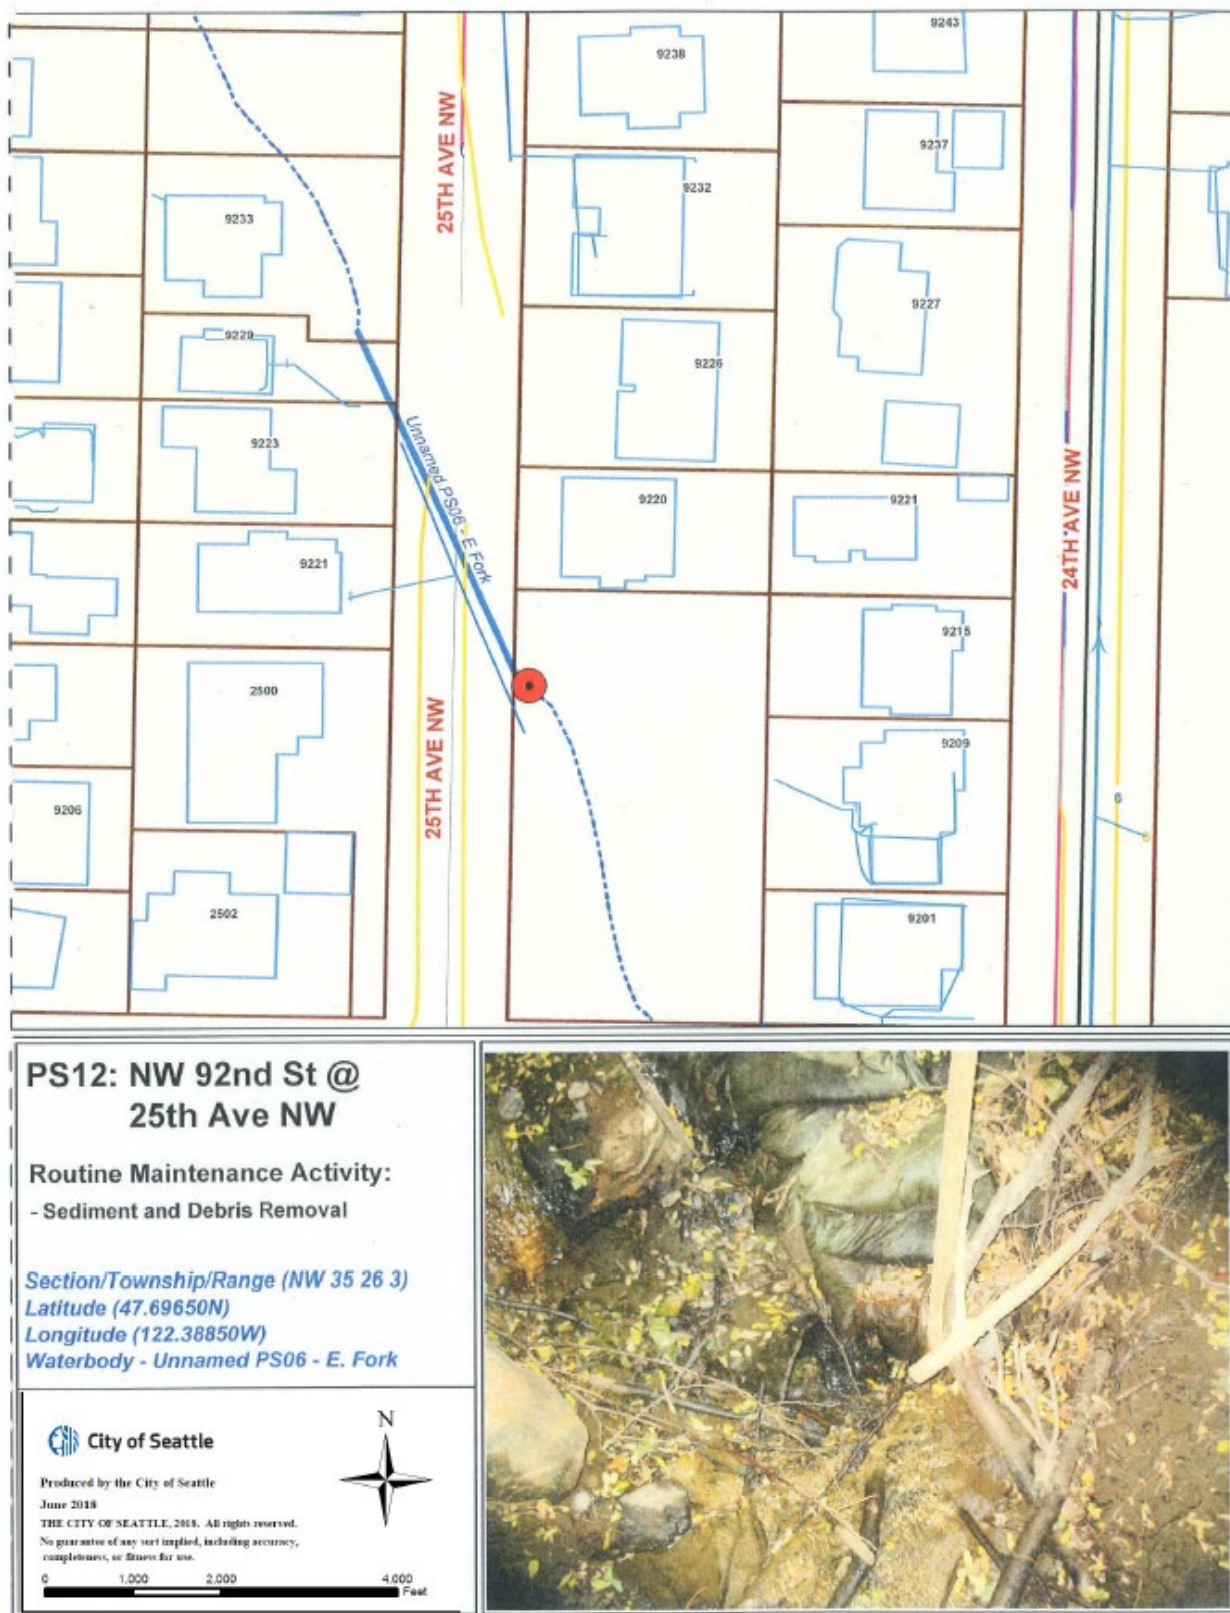 9243
9238
25TH AVE NW
9237
9232
9233
9227
9229
9226
Unnamed PS06 - E. Fork
9223
9220
9221
24TH AVE NW
9221
9215
2500
25TH AVE NW
9209
9206
6
2502
9201
PS12: NW 92nd St @
25th Ave NW
Routine Maintenance Activity:
- Sediment and Debris Removal
Section/Township/Range (NW 35 26 3)
Latitude (47.69650N)
Longitude (122.38850W)
Waterbody - Unnamed PS06 - E. Fork
N
City of Seattle
Produced by the City of Seattle
June 2018
THE CITY OF SEATTLE, 2018. All rights reserved.
No guarantee of any sort implied, including accuracy,
completeness, or fitness for use.
0 1,000 2,000 4,000
Feet